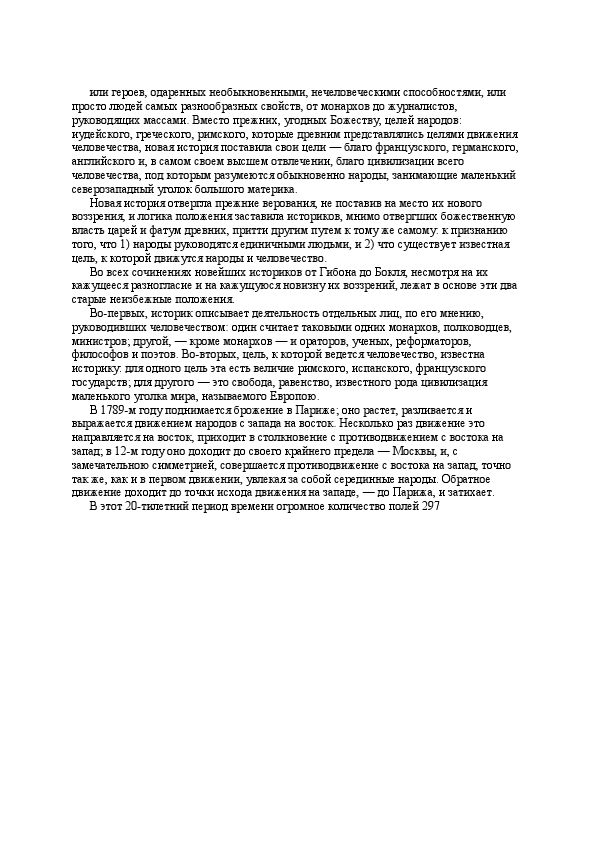 или героев, одаренных необыкновенными, нечеловеческими способностями, или
просто людей самых разнообразных свойств, от монархов до журналистов,
руководящих массами. Вместо прежних, угодных Божеству, целей народов:
иудейского, греческого, римского, которые древним представлялись целями движения
человечества, новая история поставила свои цели — благо французского, германского,
английского и, в самом своем высшем отвлечении, благо цивилизации всего
человечества, под которым разумеются обыкновенно народы, занимающие маленький
северозападный уголок большого материка.
Новая история отвергла прежние верования, не поставив на место их нового
воззрения, и логика положения заставила историков, мнимо отвергших божественную
власть царей и фатум древних, притти другим путем к тому же самому: к признанию
того, что 1) народы руководятся единичными людьми, и 2) что существует известная
цель, к которой движутся народы и человечество.
Во всех сочинениях новейших историков от Гибона до Бокля, несмотря на их
кажущееся разногласие и на кажущуюся новизну их воззрений, лежат в основе эти два
старые неизбежные положения.
Во-первых, историк описывает деятельность отдельных лиц, по его мнению,
руководивших человечеством: один считает таковыми одних монархов, полководцев,
министров; другой, — кроме монархов — и ораторов, ученых, реформаторов,
философов и поэтов. Во-вторых, цель, к которой ведется человечество, известна
историку: для одного цель эта есть величие римского, испанского, французского
государств; для другого — это свобода, равенство, известного рода цивилизация
маленького уголка мира, называемого Европою.
В 1789-м году поднимается брожение в Париже; оно растет, разливается и
выражается движением народов с запада на восток. Несколько раз движение это
направляется на восток, приходит в столкновение с противодвижением с востока на
запад; в 12-м году оно доходит до своего крайнего предела — Москвы, и, с
замечательною симметрией, совершается противодвижение с востока на запад, точно
так же, как и в первом движении, увлекая за собой серединные народы. Обратное
движение доходит до точки исхода движения на западе, — до Парижа, и затихает.
В этот 20-тилетний период времени огромное количество полей 297